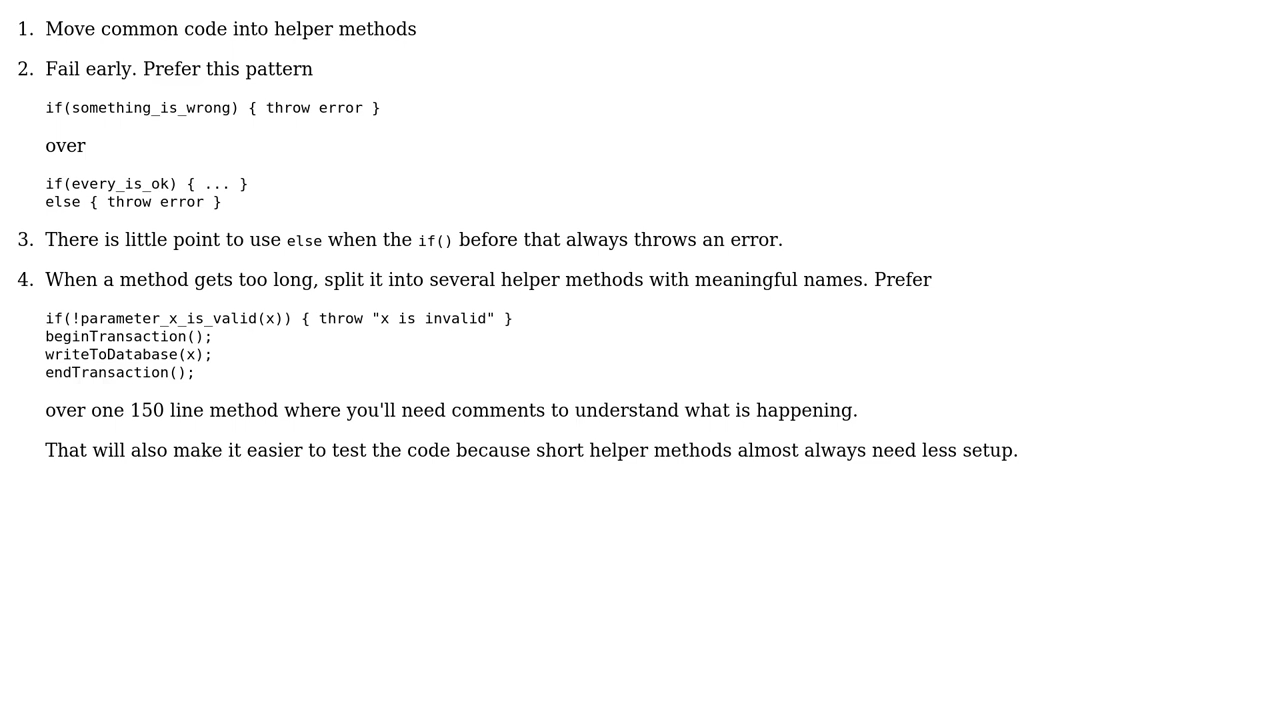 1. Move common code into helper methods
2. Fail early. Prefer this pattern
if(something_is_wrong) { throw error }
over
if(every_is_ok) { ... }
else { throw error }
3. There is little point to use else when the if() before that always throws an error.
4. When a method gets too long, split it into several helper methods with meaningful names. Prefer
if(!parameter_x_is_valid(x)) { throw "x is invalid" }
beginTransaction();
writeToDatabase(x);
endTransaction();
over one 150 line method where you'll need comments to understand what is happening.
That will also make it easier to test the code because short helper methods almost always need less setup.